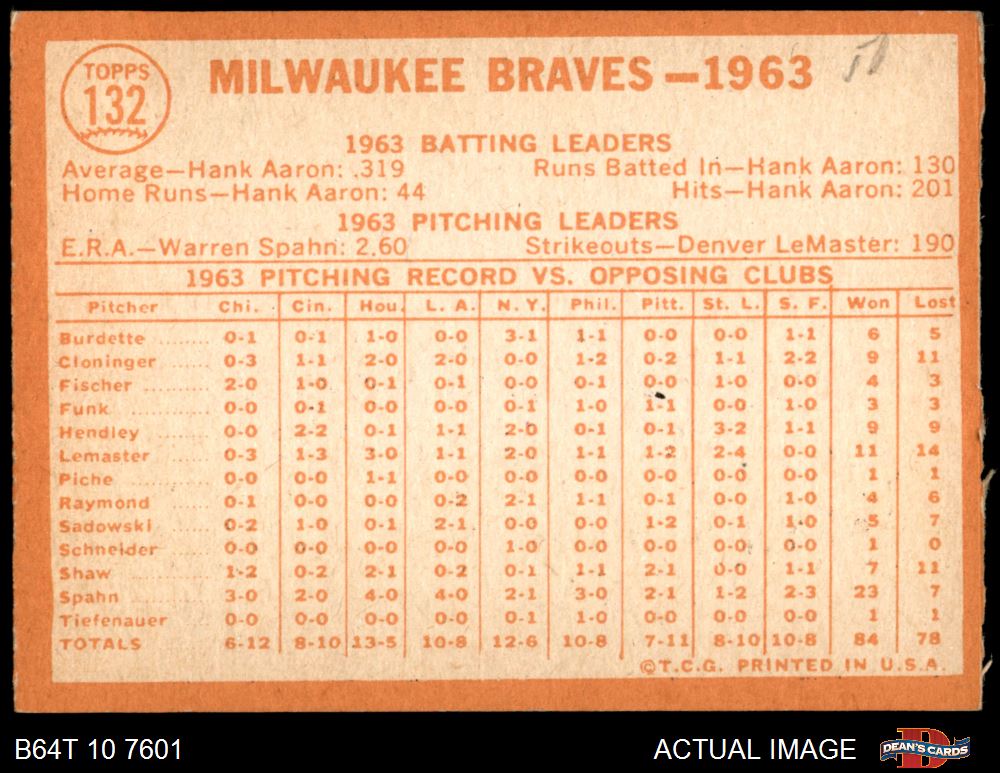 TOPPS
132
MILWAUKEE BRAVES—1963
1963 BATTING LEADERS
Average—Hank Aaron: .319 Runs Batted In—Hank Aaron: 130
Home Runs—Hank Aaron: 44 Hits—Hank Aaron: 201
1963 PITCHING LEADERS
E.R.A.—Warren Spahn: 2.60 Strikeouts—Denver LeMaster: 190
1963 PITCHING RECORD VS. OPPOSING CLUBS
Pitcher Chi. Cin. Hou. L. A. N. Y. Phil. Pitt. St. L. S. F. Won Lost
Burdette ........ 0-1 0-1 1-0 0-0 3-1 1-1 0-0 0-0 1-1 6 5
Cloninger ...... 0-3 1-1 2-0 2-0 0-0 1-2 0-2 1-1 2-2 9 11
Fischer ........ 2-0 1-0 0-1 0-1 0-0 0-1 0-0 1-0 0-0 4 3
Funk ........ 0-0 0-1 0-0 0-0 0-1 1-0 1-1 0-0 1-0 3 3
Hendley ........ 0-0 2-2 0-1 1-1 2-0 0-1 0-1 3-2 1-1 9 9
Lemaster ...... 0-3 1-3 3-0 1-1 2-0 1-1 1-2 2-4 0-0 11 14
Piche ........ 0-0 0-0 1-1 0-0 0-0 0-0 0-0 0-0 0-0 1 1
Raymond ...... 0-1 0-0 0-0 0-2 2-1 1-1 0-1 0-0 1-0 4 6
Sadowski ...... 0-2 1-0 0-1 2-1 0-0 0-0 1-2 0-1 1-0 5 7
Schneider ...... 0-0 0-0 0-0 0-0 1-0 0-0 0-0 0-0 0-0 1 0
Shaw ........ 1-2 0-2 2-1 0-2 0-1 1-1 2-1 0-0 1-1 7 11
Spahn ........ 3-0 2-0 4-0 4-0 2-1 3-0 2-1 1-2 2-3 23 7
Tiefenauer ...... 0-0 0-0 0-0 0-0 0-1 1-0 0-0 0-0 0-0 1 1
TOTALS 6-12 8-10 13-5 10-8 12-6 10-8 7-11 8-10 10-8 84 78
©T.C.G. PRINTED IN U.S.A.
B64T 10 7601 ACTUAL IMAGE DEAN'S CARDS